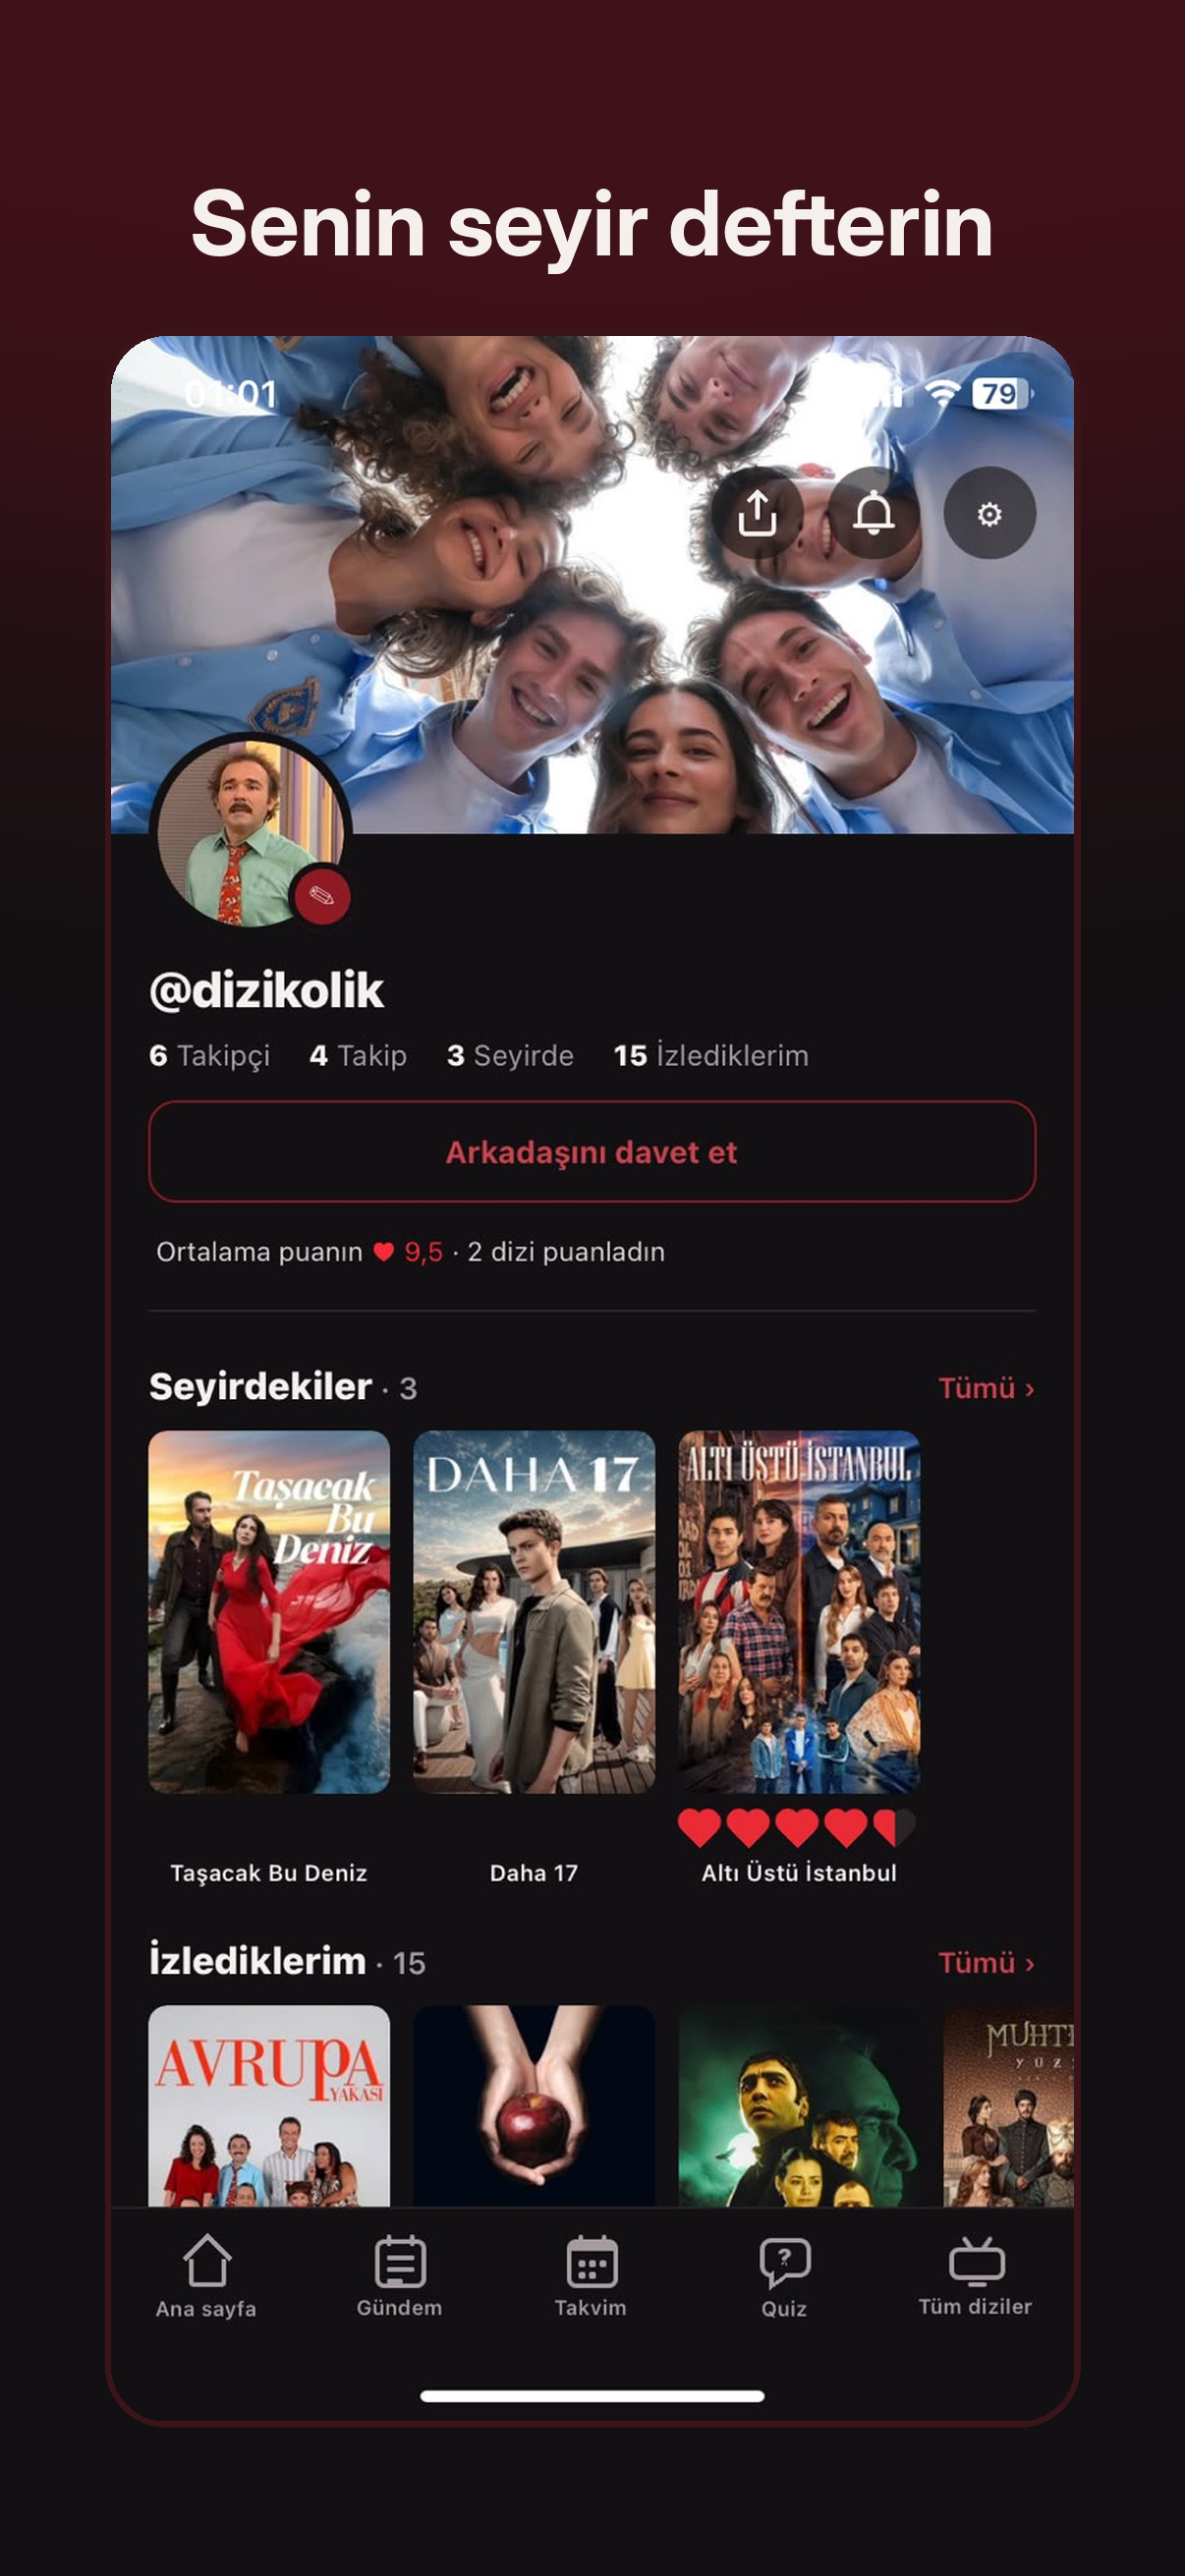 Senin seyir defterin
01:01
79
@dizikolik
6 Takipçi 4 Takip 3 Seyirde 15 İzlediklerim
Arkadaşını davet et
Ortalama puanın 9,5 · 2 dizi puanladın
Seyirdekiler · 3
Tümü ›
Taşacak
Bu
Deniz
DAHA 17
ALTI ÜSTÜ İSTANBUL
Taşacak Bu Deniz
Daha 17
Altı Üstü İstanbul
İzlediklerim · 15
Tümü ›
AVRUPA
YAKASI
MUHT
YÜZ
Ana sayfa
Gündem
Takvim
?
Quiz
Tüm diziler